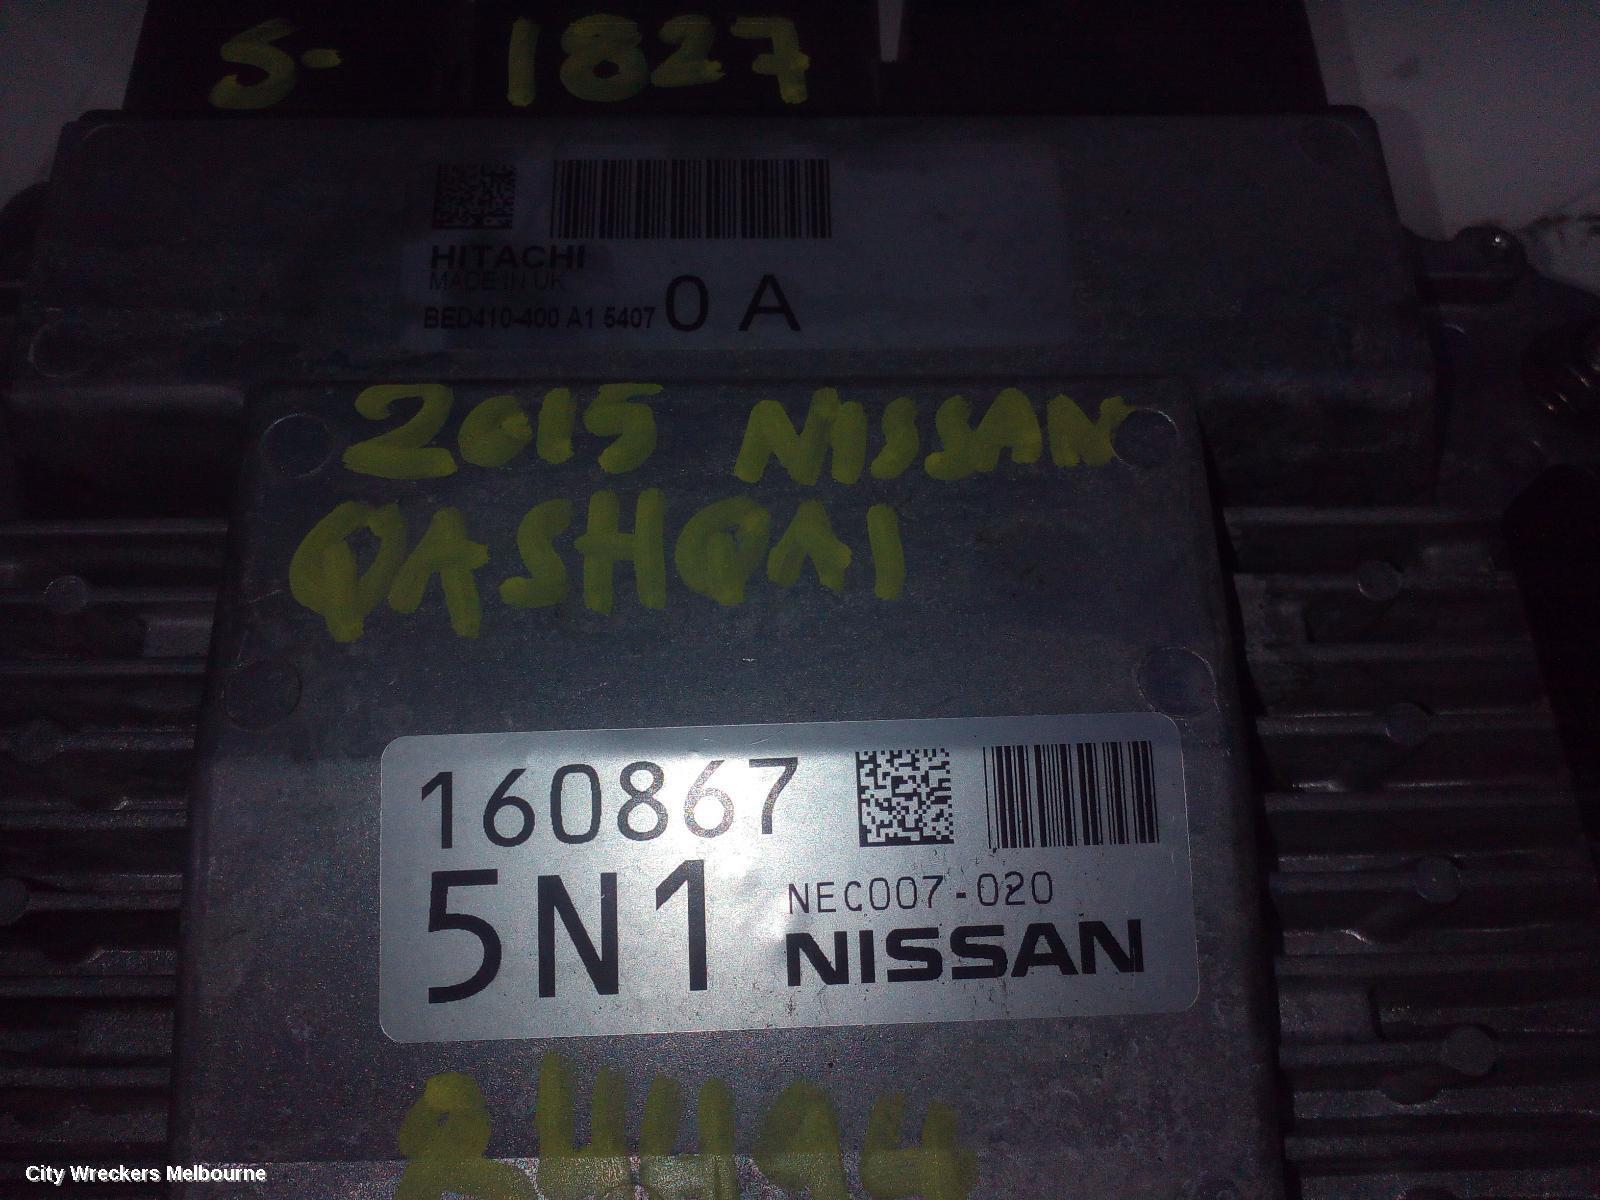 S- 1827
HITACHI
MADE IN UK
BED410-400 A1 5407 0 A
2015 NISSAN
QASHQAI
160867
5N1
NEC007-020
NISSAN
City Wreckers Melbourne